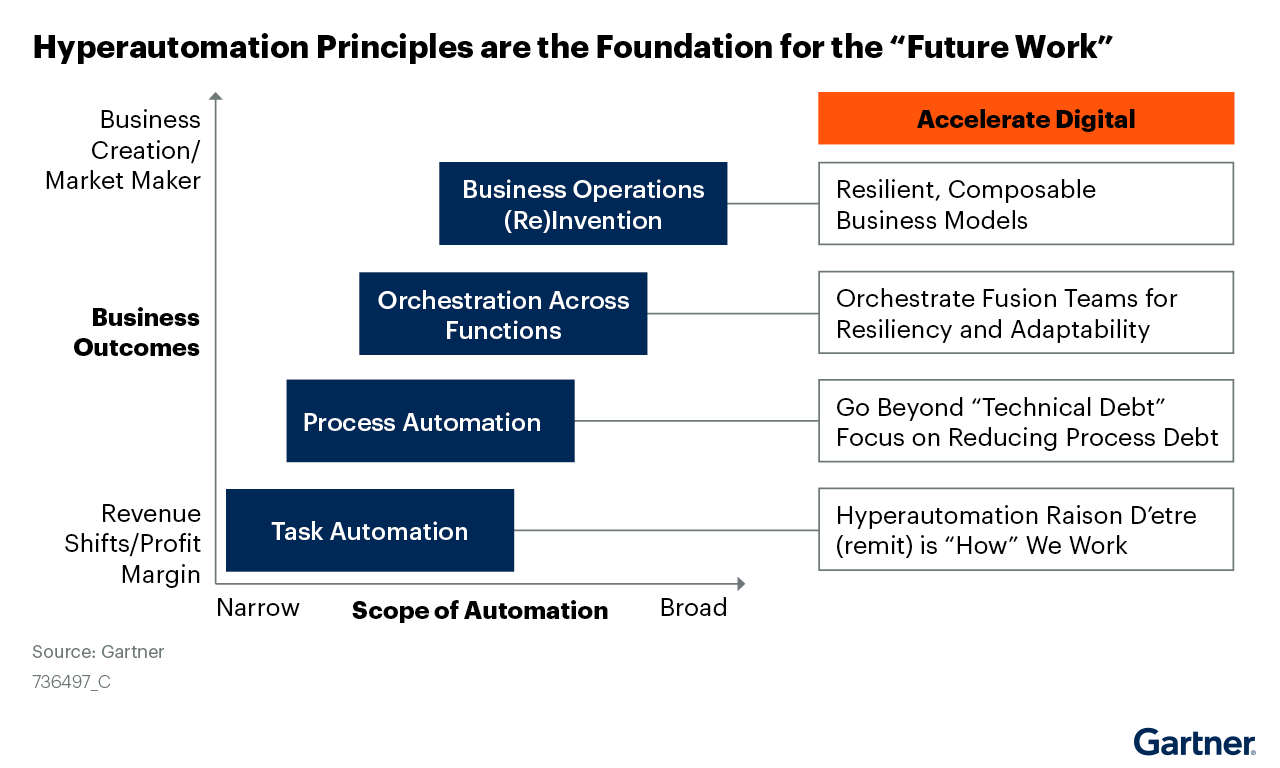 Hyperautomation Principles are the Foundation for the “Future Work”
Business
Creation/
Market Maker
Business
Outcomes
Revenue
Shifts/Profit
Margin
Accelerate Digital
Business Operations
(Re)Invention
Resilient, Composable
Business Models
Orchestration Across
Functions
Orchestrate Fusion Teams for
Resiliency and Adaptability
Process Automation
Go Beyond “Technical Debt”
Focus on Reducing Process Debt
Task Automation
Hyperautomation Raison D’etre
(remit) is “How” We Work
Narrow
Scope of Automation
Broad
Source: Gartner
736497_C
Gartner®